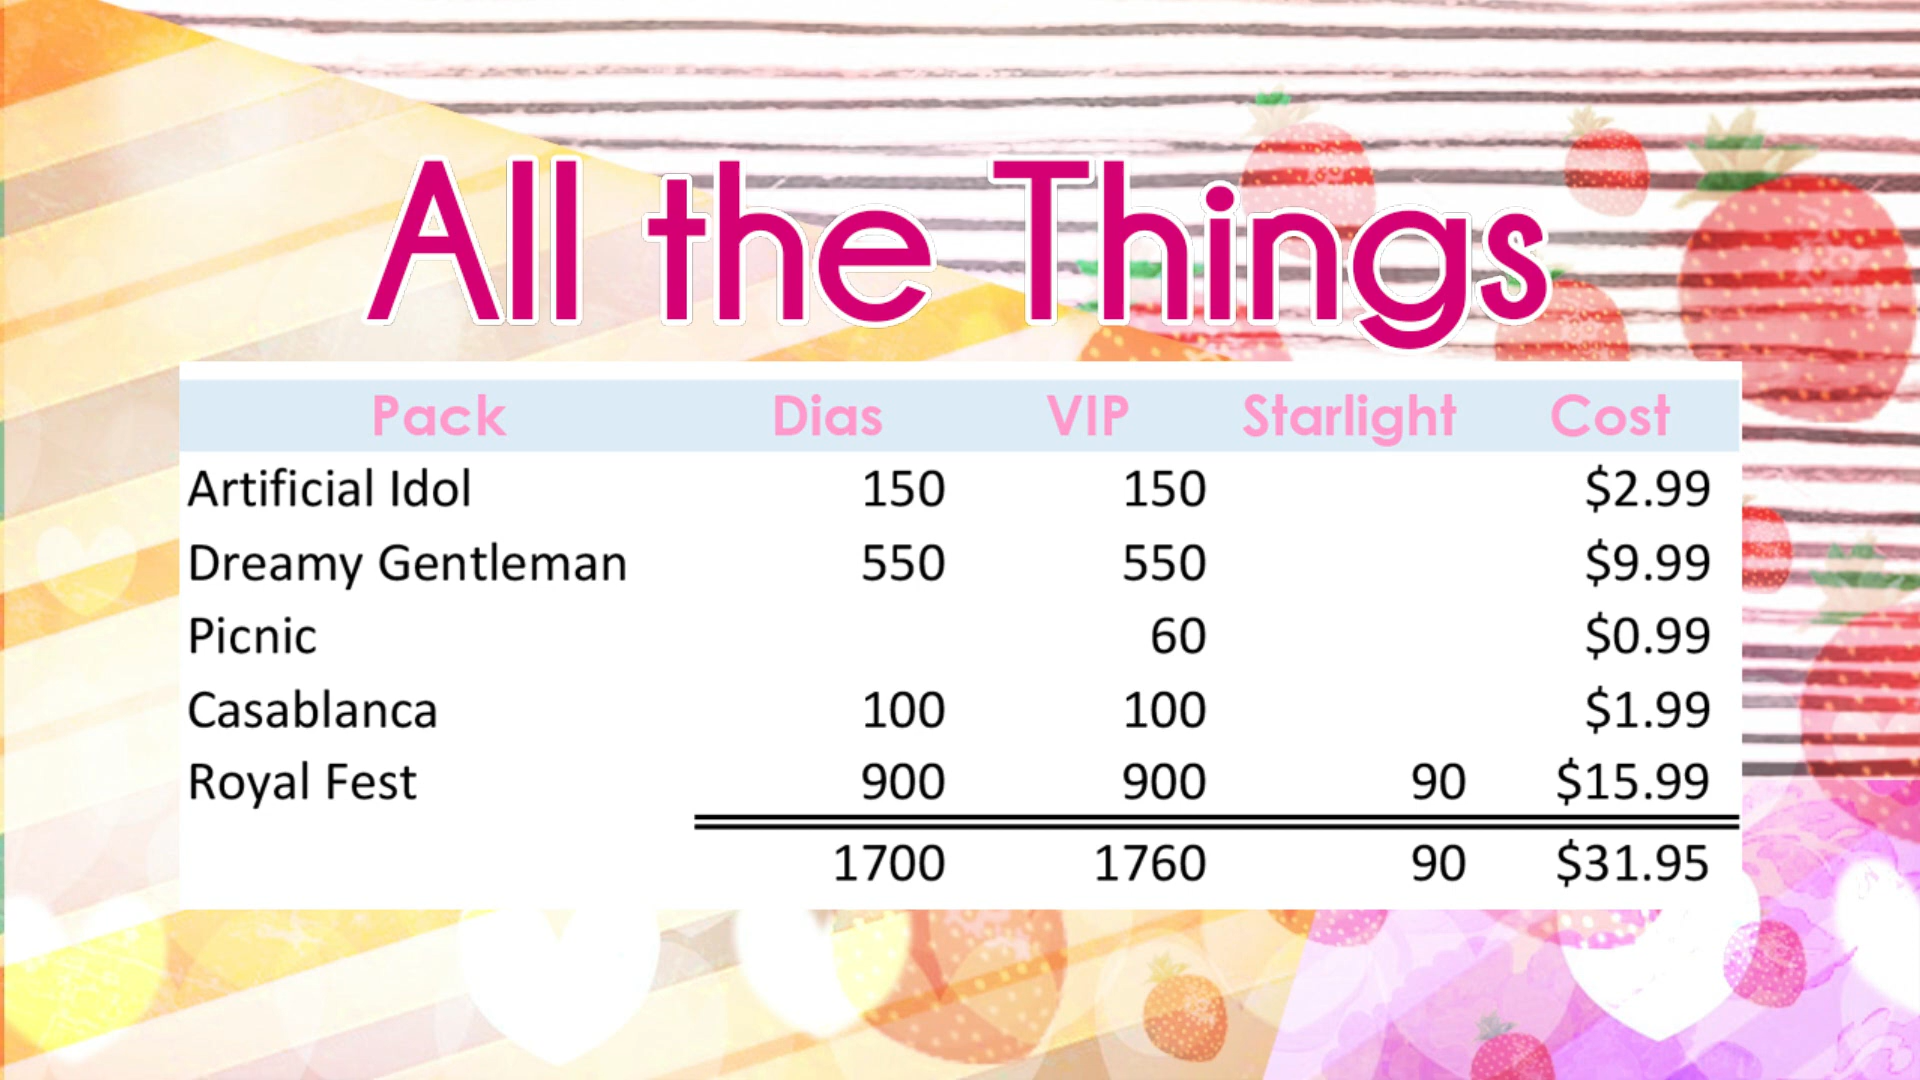 All the Things
Pack Dias VIP Starlight Cost
Artificial Idol 150 150 $2.99
Dreamy Gentleman 550 550 $9.99
Picnic 60 $0.99
Casablanca 100 100 $1.99
Royal Fest 900 900 90 $15.99
1700 1760 90 $31.95